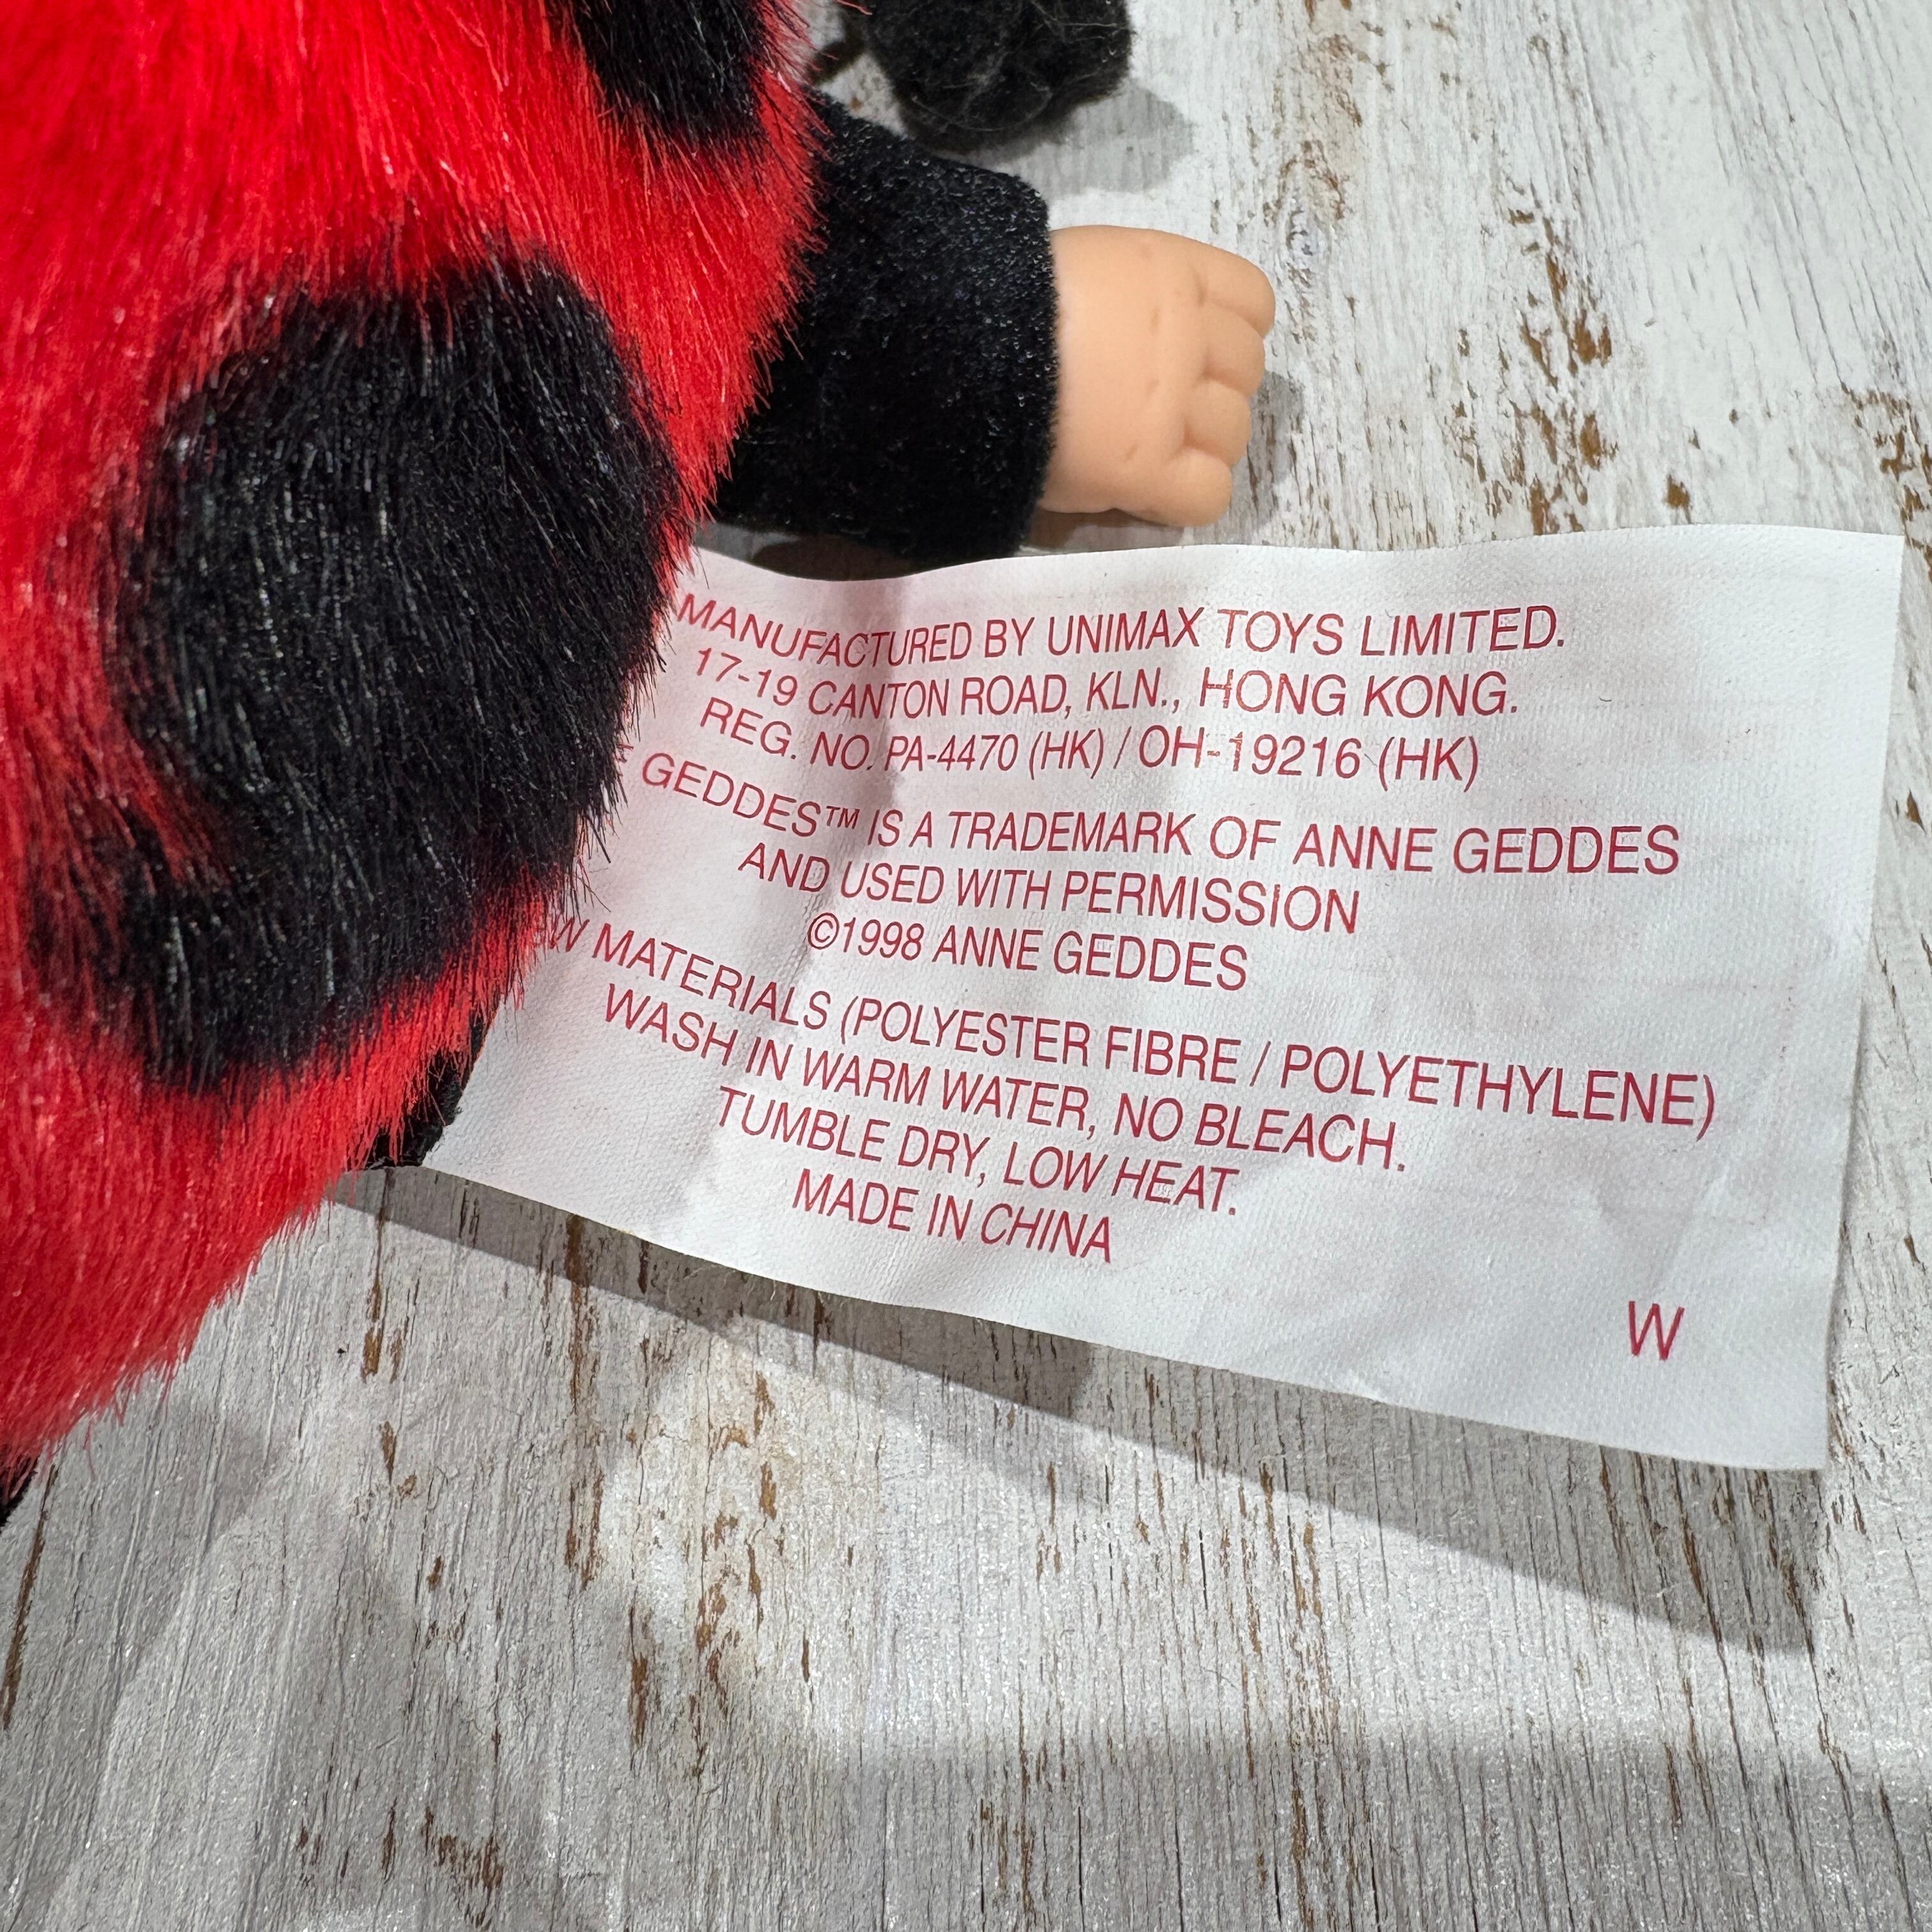 MANUFACTURED BY UNIMAX TOYS LIMITED.
17-19 CANTON ROAD, KLN., HONG KONG.
REG. NO. PA-4470 (HK) / OH-19216 (HK)
GEDDES™ IS A TRADEMARK OF ANNE GEDDES
AND USED WITH PERMISSION
©1998 ANNE GEDDES
W MATERIALS (POLYESTER FIBRE / POLYETHYLENE)
WASH IN WARM WATER, NO BLEACH.
TUMBLE DRY, LOW HEAT.
MADE IN CHINA
W